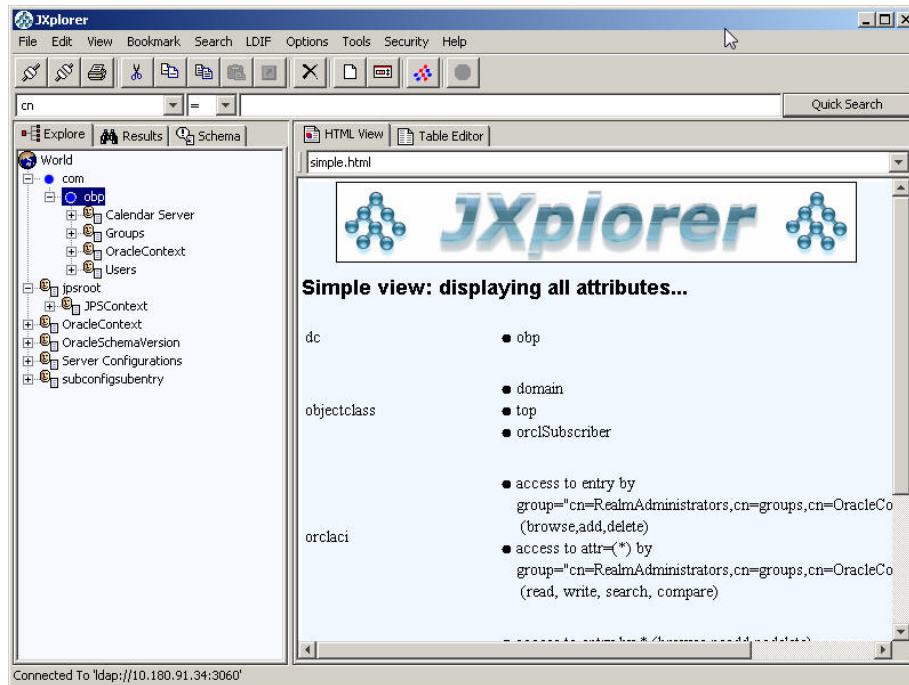 JXplorer
File Edit View Bookmark Search LDIF Options Tools Security Help
cn = Quick Search
Explore Results Schema
HTML View Table Editor
World
com
obp
Calendar Server
Groups
OracleContext
Users
jpsroot
JPSContext
OracleContext
OracleSchemaVersion
Server Configurations
subconfigsubentry
simple.html
JXplorer
Simple view: displaying all attributes...
dc
obp
objectclass
domain
top
orclSubscriber
orclaci
access to entry by
group="cn=RealmAdministrators,cn=groups,cn=OracleCo
(browse,add,delete)
access to attr=(*) by
group="cn=RealmAdministrators,cn=groups,cn=OracleCo
(read, write, search, compare)
Connected To 'ldap://10.180.91.34:3060'